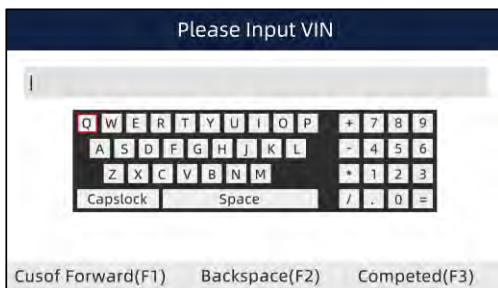 Please Input VIN
Q W E R T Y U I O P + 7 8 9
A S D F G H J K L - 4 5 6
Z X C V B N M * 1 2 3
Capslock Space / . 0 =
Cusof Forward(F1) Backspace(F2) Competed(F3)